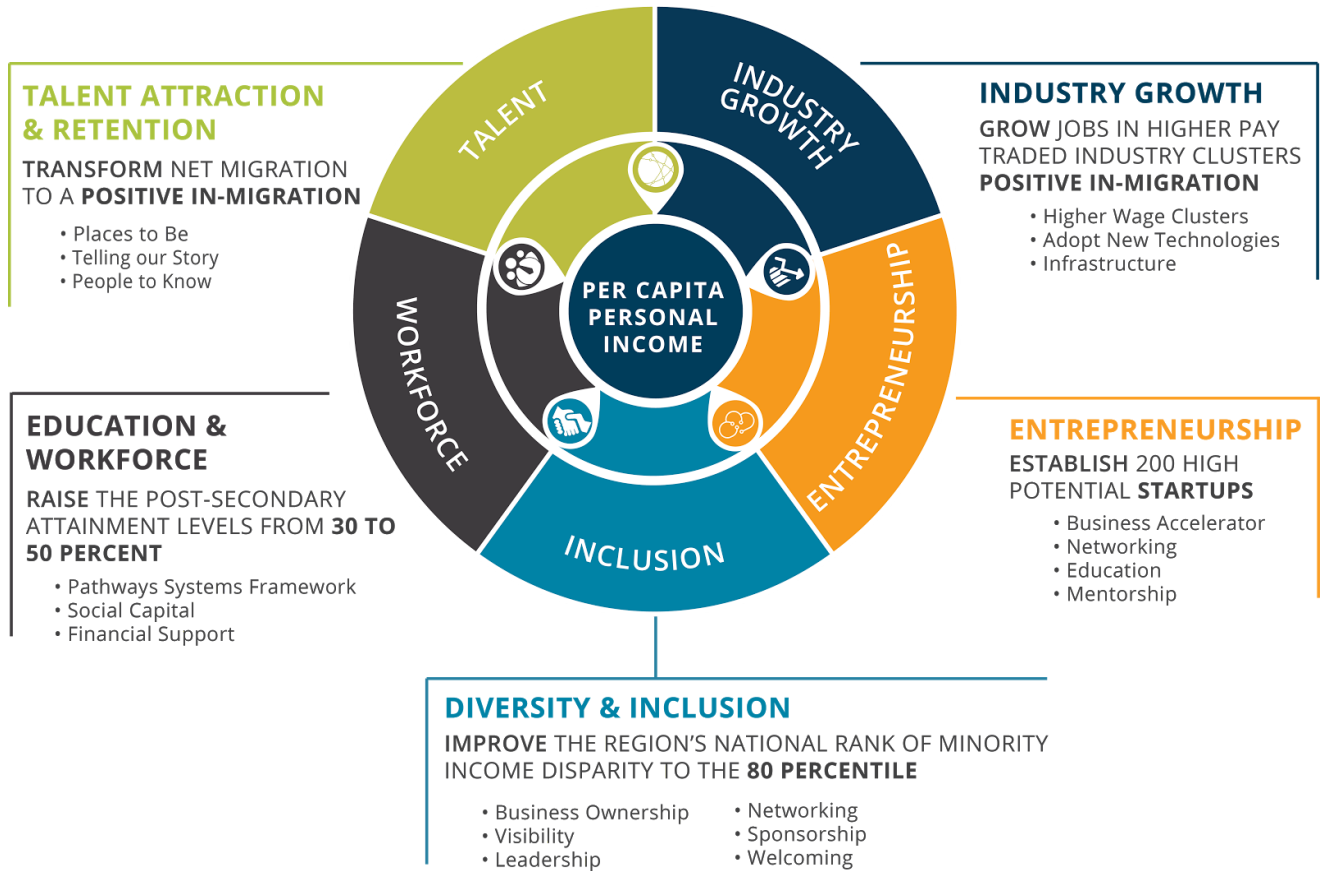 TALENT ATTRACTION
& RETENTION
TRANSFORM NET MIGRATION
TO A POSITIVE IN-MIGRATION
• Places to Be
• Telling our Story
• People to Know
TALENT
INDUSTRY
GROWTH
INDUSTRY GROWTH
GROW JOBS IN HIGHER PAY
TRADED INDUSTRY CLUSTERS
POSITIVE IN-MIGRATION
• Higher Wage Clusters
• Adopt New Technologies
• Infrastructure
PER CAPITA
PERSONAL
INCOME
WORKFORCE
ENTREPRENEURSHIP
INCLUSION
EDUCATION &
WORKFORCE
RAISE THE POST-SECONDARY
ATTAINMENT LEVELS FROM 30 TO
50 PERCENT
• Pathways Systems Framework
• Social Capital
• Financial Support
ENTREPRENEURSHIP
ESTABLISH 200 HIGH
POTENTIAL STARTUPS
• Business Accelerator
• Networking
• Education
• Mentorship
DIVERSITY & INCLUSION
IMPROVE THE REGION'S NATIONAL RANK OF MINORITY
INCOME DISPARITY TO THE 80 PERCENTILE
• Business Ownership
• Visibility
• Leadership
• Networking
• Sponsorship
• Welcoming